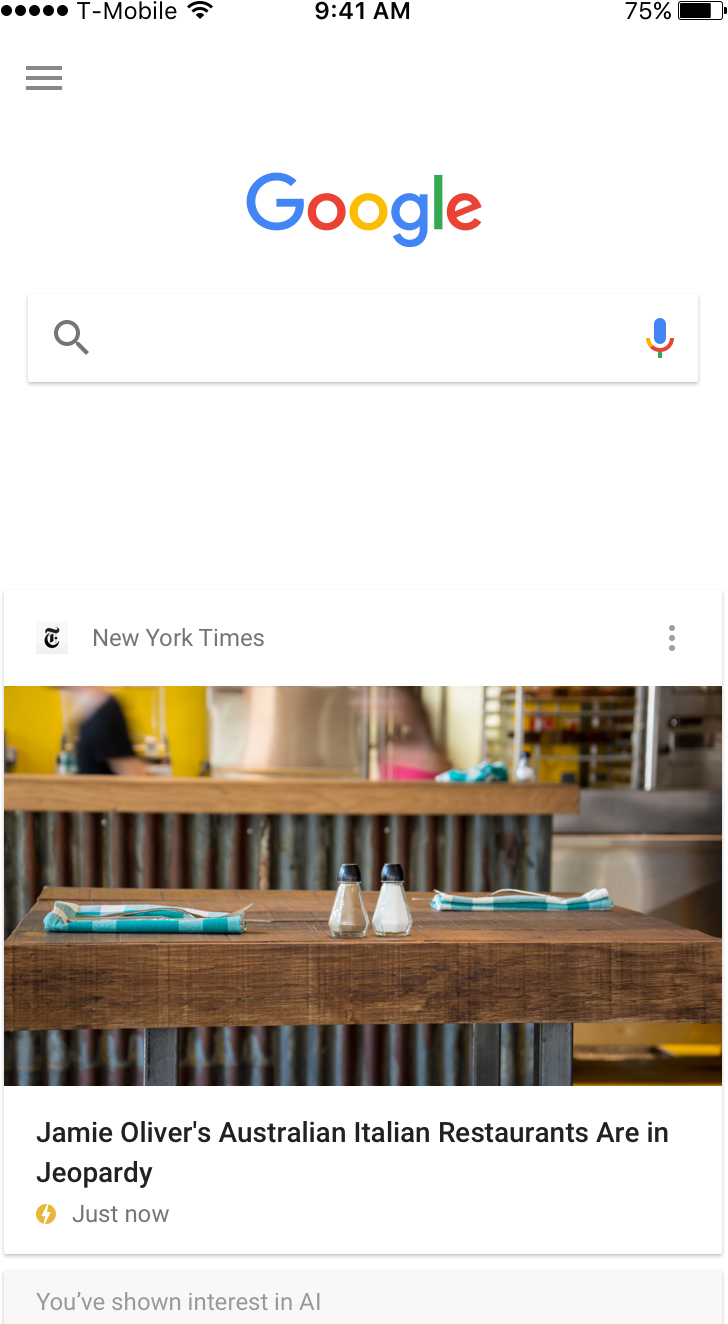 T-Mobile 9:41 AM 75%
Google
New York Times
Jamie Oliver's Australian Italian Restaurants Are in
Jeopardy
Just now
You’ve shown interest in AI